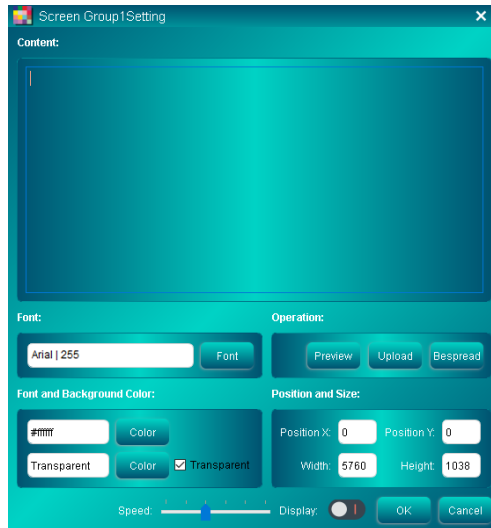 Screen Group1Setting
Content:
Font:
Operation:
Arial | 255
Font
Preview
Upload
Bespread
Font and Background Color:
Position and Size:
#ffffff
Color
Position X:
0
Position Y:
0
Transparent
Color
Transparent
Width:
5760
Height:
1038
Speed:
Display:
OK
Cancel